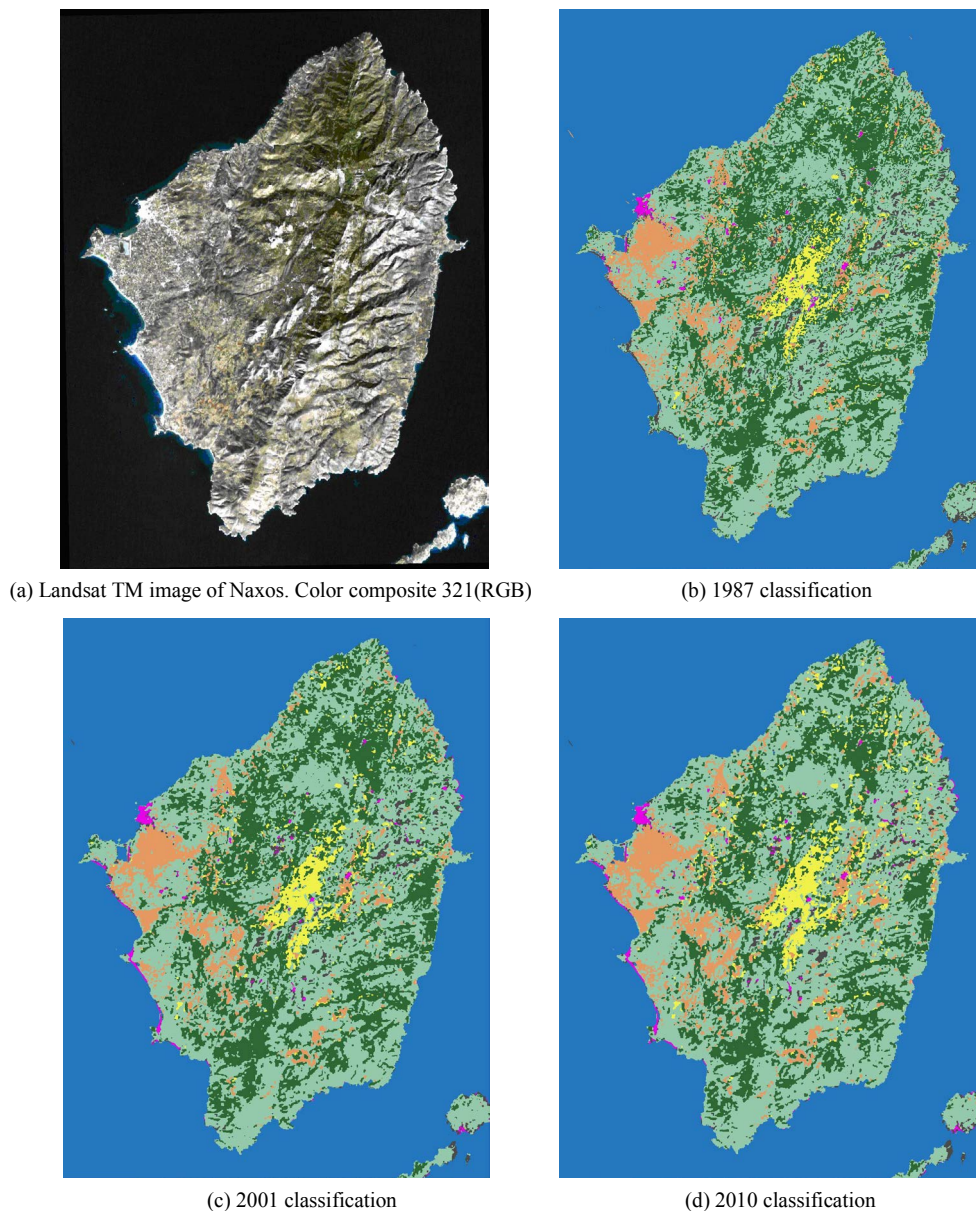 (a) Landsat TM image of Naxos. Color composite 321(RGB)
(b) 1987 classification
(c) 2001 classification
(d) 2010 classification